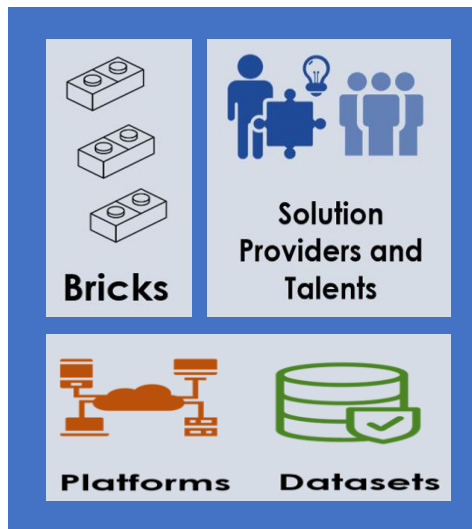 Bricks
Solution
Providers and
Talents
Platforms
Datasets